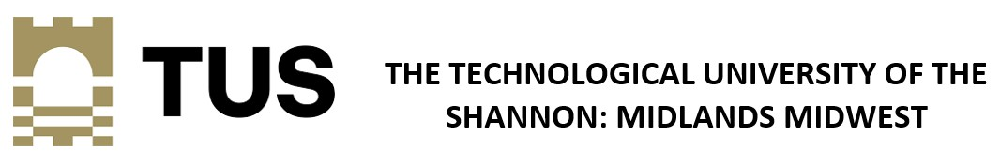 TUS
THE TECHNOLOGICAL UNIVERSITY OF THE
SHANNON: MIDLANDS MIDWEST